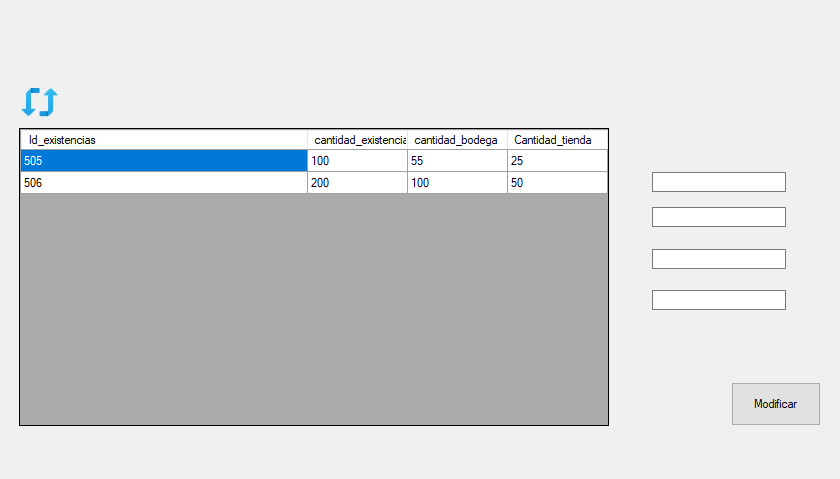 Id_existencias cantidad_existencia cantidad_bodega Cantidad_tienda
505 100 55 25
506 200 100 50
Modificar